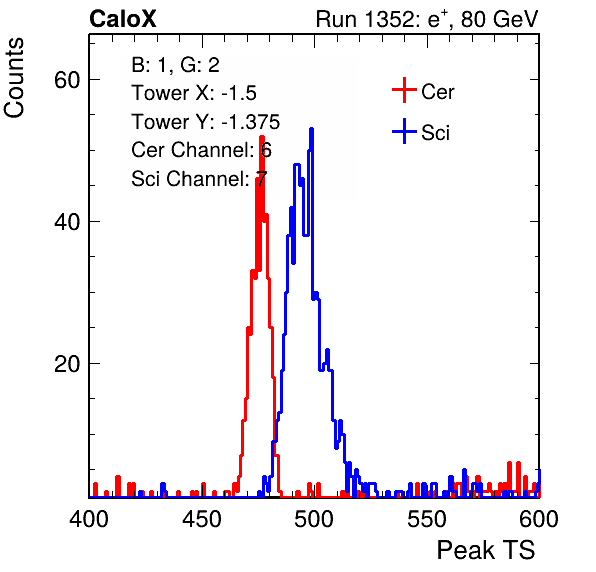 CaloX Run 1352: e⁺, 80 GeV
Counts
B: 1, G: 2
Tower X: -1.5
Tower Y: -1.375
Cer Channel: 6
Sci Channel: 7
Cer
Sci
60
40
20
400 450 500 550 600
Peak TS